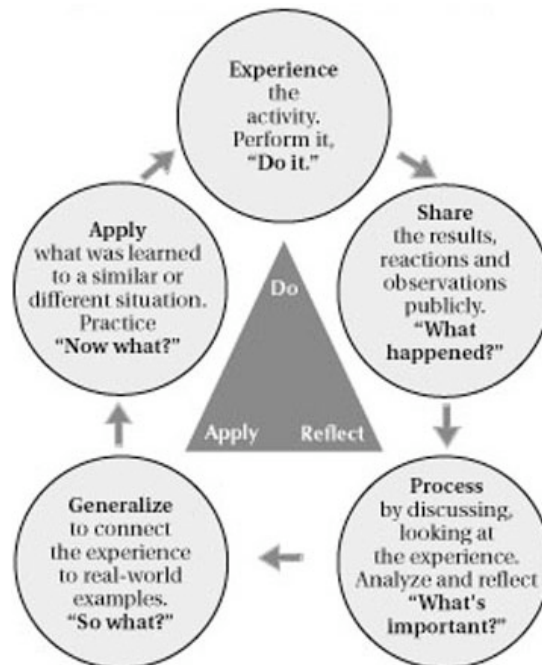 Experience
the
activity.
Perform it,
“Do it.”
Share
the results,
reactions and
observations
publicly.
“What
happened?”
Process
by discussing,
looking at
the experience.
Analyze and reflect
“What's
important?”
Generalize
to connect
the experience
to real-world
examples.
“So what?”
Apply
what was learned
to a similar or
different situation.
Practice
“Now what?”
Do
Apply Reflect